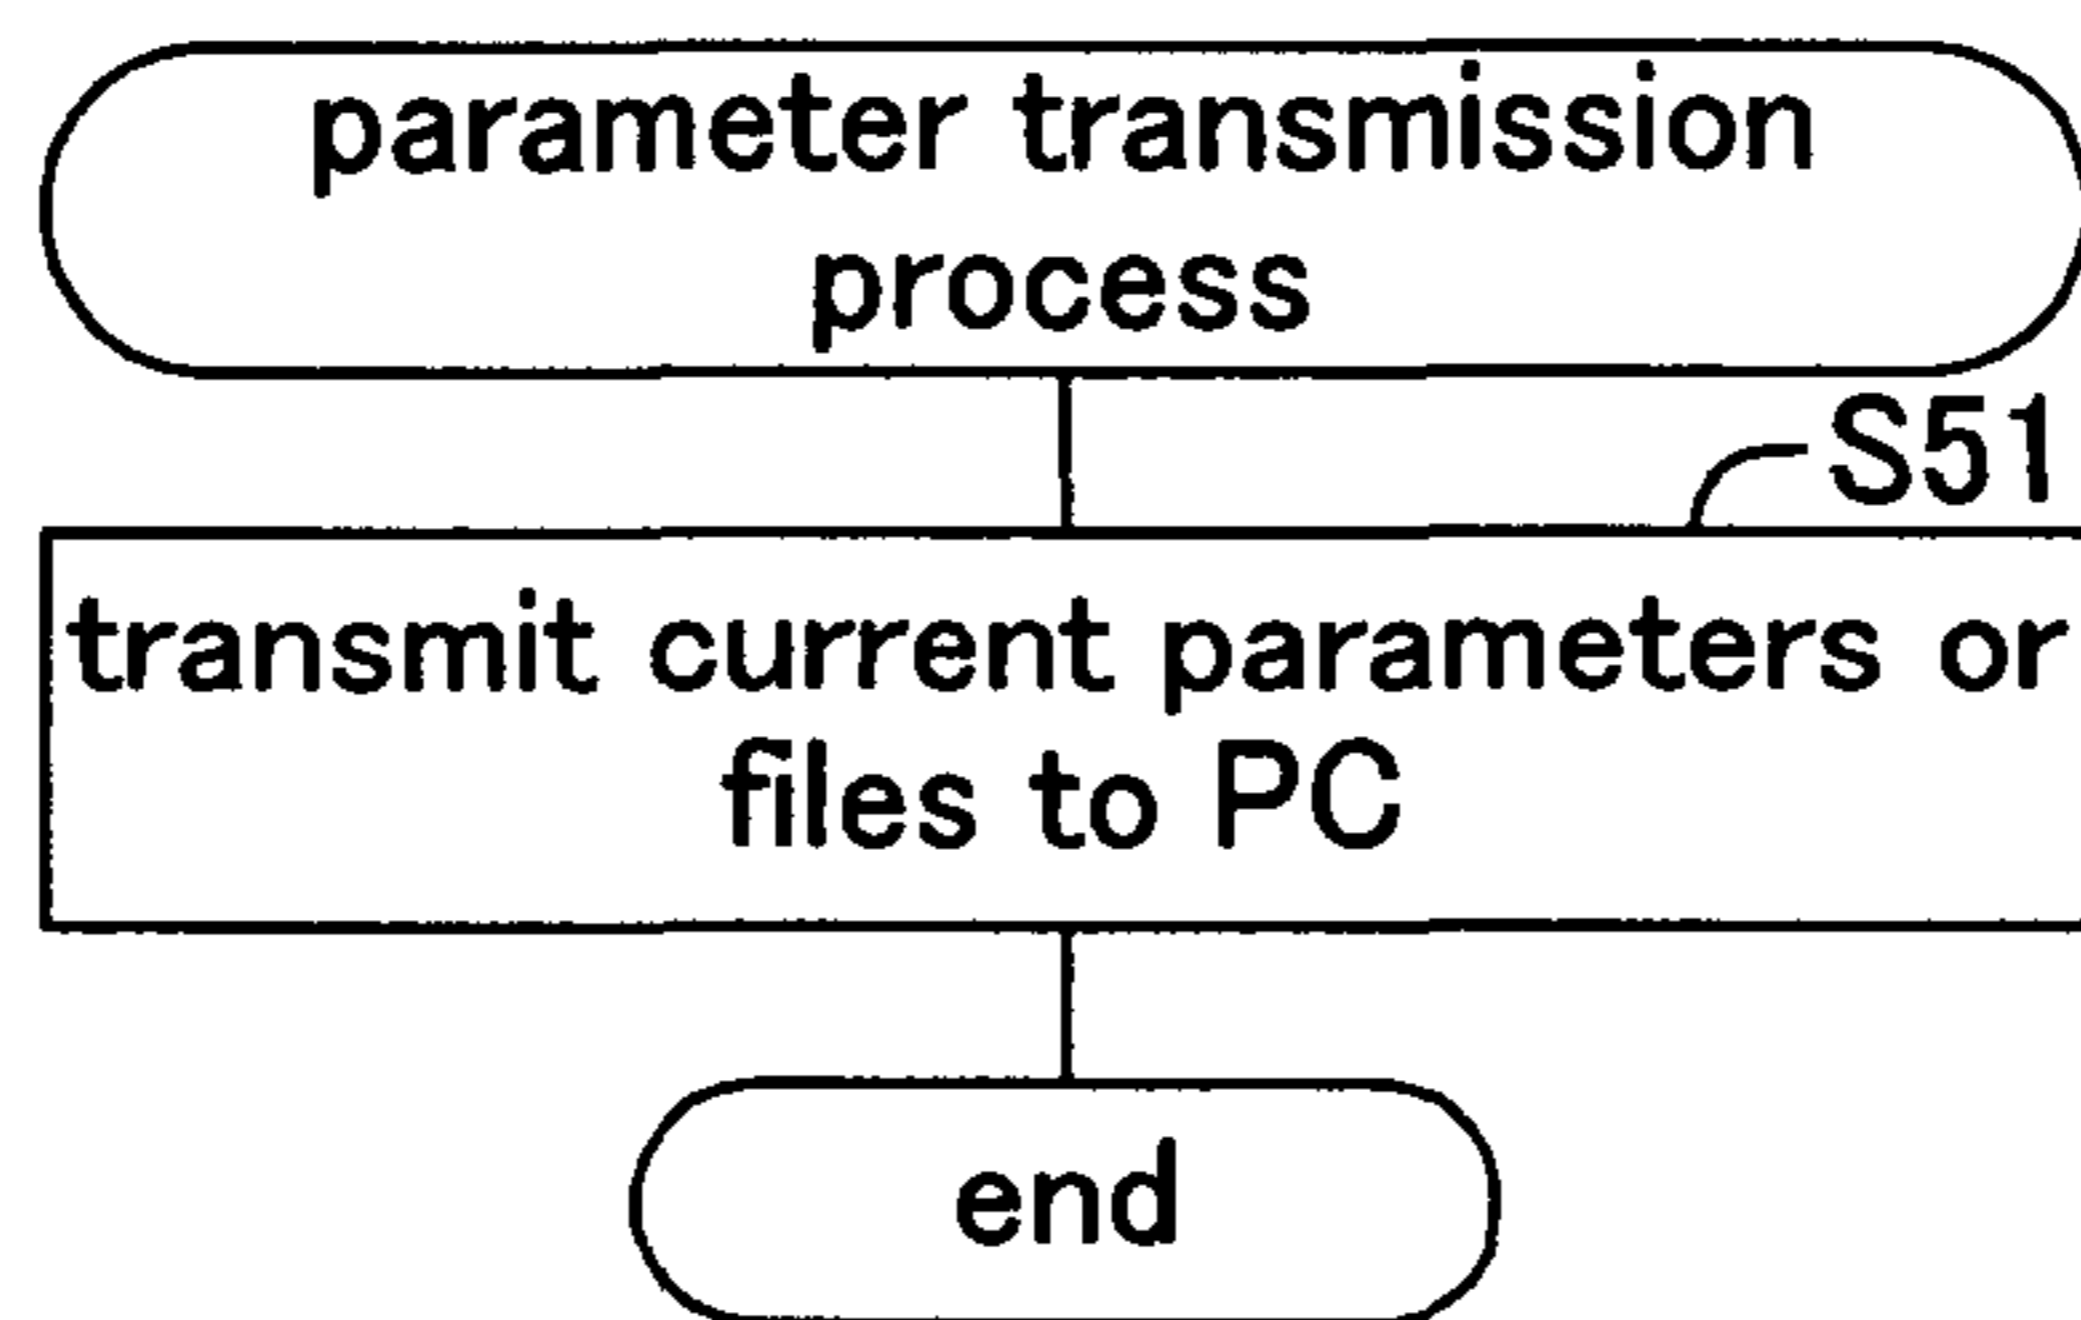 parameter transmission
process
S51
transmit current parameters or
files to PC
end